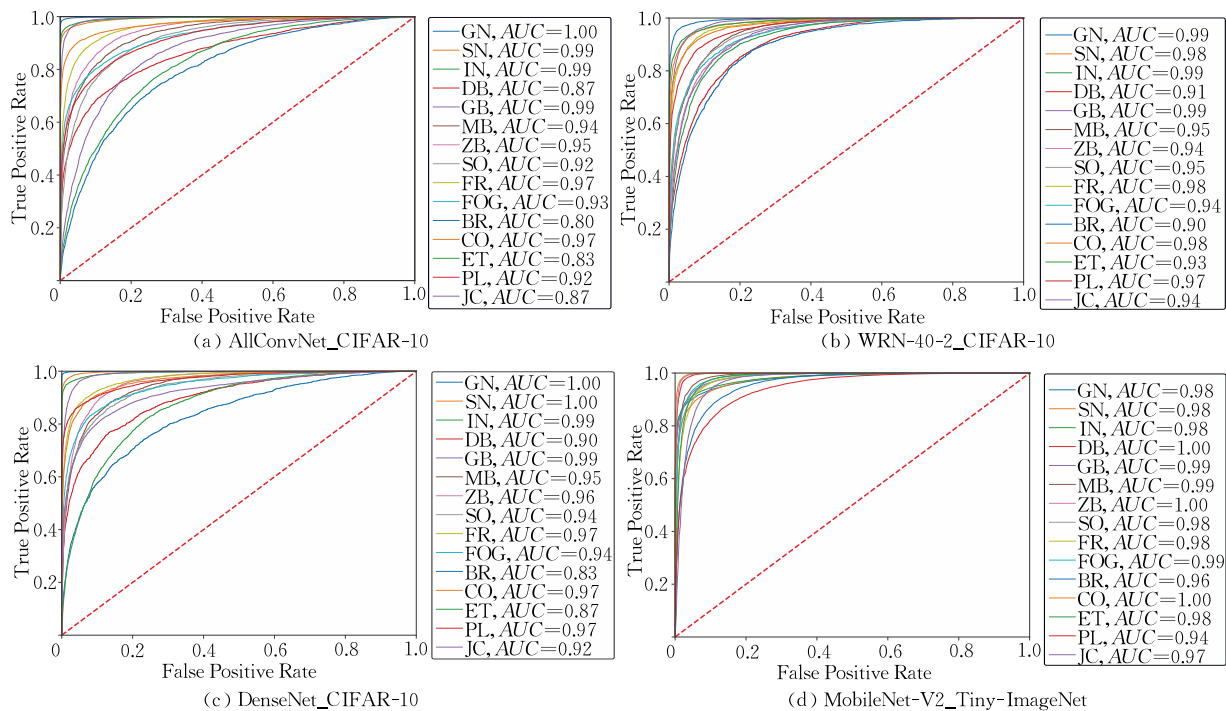 1.0
0.8
0.6
0.4
0.2
0
0.2
0.4
0.6
0.8
1.0
True Positive Rate
False Positive Rate
GN, AUC=1.00
SN, AUC=0.99
IN, AUC=0.99
DB, AUC=0.87
GB, AUC=0.99
MB, AUC=0.94
ZB, AUC=0.95
SO, AUC=0.92
FR, AUC=0.97
FOG, AUC=0.93
BR, AUC=0.80
CO, AUC=0.97
ET, AUC=0.83
PL, AUC=0.92
JC, AUC=0.87
(a) AllConvNet_CIFAR-10
1.0
0.8
0.6
0.4
0.2
0
0.2
0.4
0.6
0.8
1.0
True Positive Rate
False Positive Rate
GN, AUC=0.99
SN, AUC=0.98
IN, AUC=0.99
DB, AUC=0.91
GB, AUC=0.99
MB, AUC=0.95
ZB, AUC=0.94
SO, AUC=0.95
FR, AUC=0.98
FOG, AUC=0.94
BR, AUC=0.90
CO, AUC=0.98
ET, AUC=0.93
PL, AUC=0.97
JC, AUC=0.94
(b) WRN-40-2_CIFAR-10
1.0
0.8
0.6
0.4
0.2
0
0.2
0.4
0.6
0.8
1.0
True Positive Rate
False Positive Rate
GN, AUC=1.00
SN, AUC=1.00
IN, AUC=0.99
DB, AUC=0.90
GB, AUC=0.99
MB, AUC=0.95
ZB, AUC=0.96
SO, AUC=0.94
FR, AUC=0.97
FOG, AUC=0.94
BR, AUC=0.83
CO, AUC=0.97
ET, AUC=0.87
PL, AUC=0.97
JC, AUC=0.92
(c) DenseNet_CIFAR-10
1.0
0.8
0.6
0.4
0.2
0
0.2
0.4
0.6
0.8
1.0
True Positive Rate
False Positive Rate
GN, AUC=0.98
SN, AUC=0.98
IN, AUC=0.98
DB, AUC=1.00
GB, AUC=0.99
MB, AUC=0.99
ZB, AUC=1.00
SO, AUC=0.98
FR, AUC=0.98
FOG, AUC=0.99
BR, AUC=0.96
CO, AUC=1.00
ET, AUC=0.98
PL, AUC=0.94
JC, AUC=0.97
(d) MobileNet-V2_Tiny-ImageNet